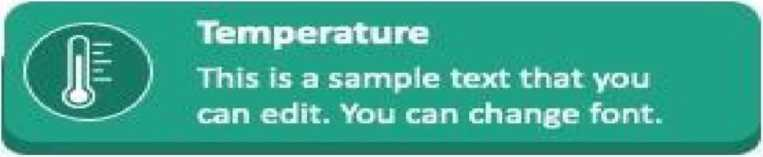 Temperature
This is a sample text that you
can edit. You can change font.